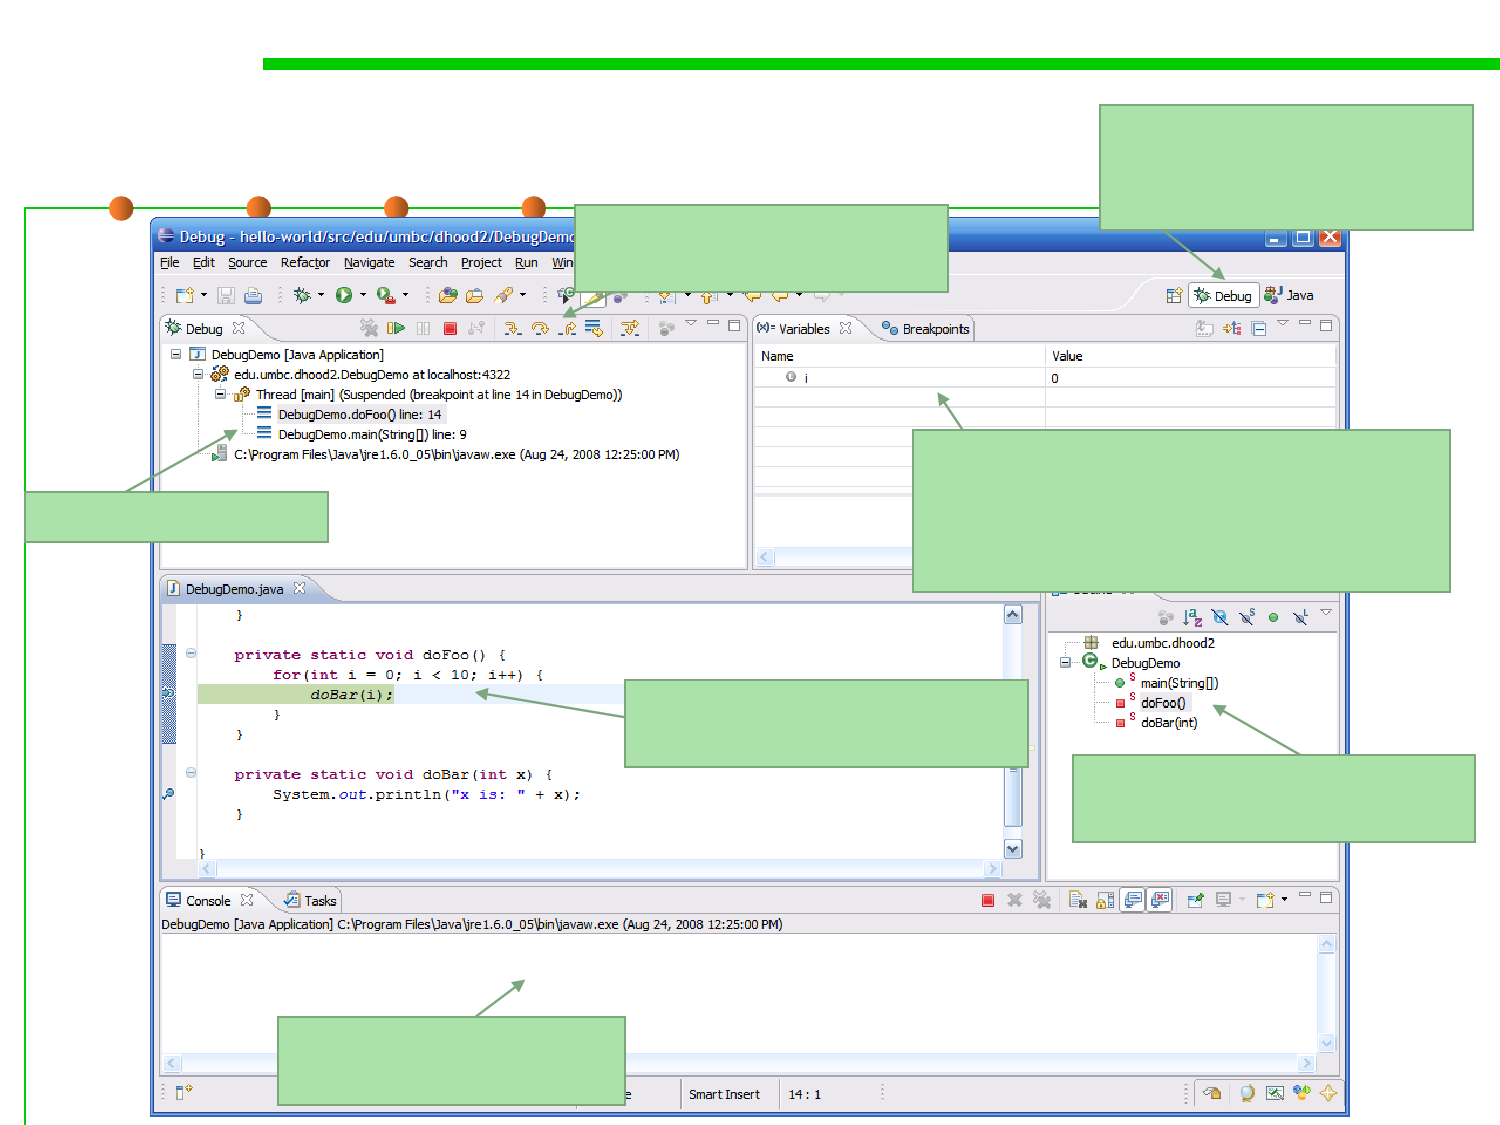 Debug - hello-world/src/edu/umbc/dhood2/DebugDemo
File Edit Source Refactor Navigate Search Project Run
Debug Java
Debug
Variables Breakpoints
DebugDemo [Java Application]
edu.umbc.dhood2.DebugDemo at localhost:4322
Thread [main] (Suspended (breakpoint at line 14 in DebugDemo))
DebugDemo.doFoo() line: 14
DebugDemo.main(String[]) line: 9
C:\Program Files\Java\jre1.6.0_05\bin\javaw.exe (Aug 24, 2008 12:25:00 PM)
Name Value
i 0
DebugDemo.java
}
private static void doFoo() {
for(int i = 0; i < 10; i++) {
doBar(i);
}
}
private static void doBar(int x) {
System.out.println("x is: " + x);
}
}
edu.umbc.dhood2
DebugDemo
main(String[])
doFoo()
doBar(int)
Console Tasks
DebugDemo [Java Application] C:\Program Files\Java\jre1.6.0_05\bin\javaw.exe (Aug 24, 2008 12:25:00 PM)
Smart Insert 14 : 1